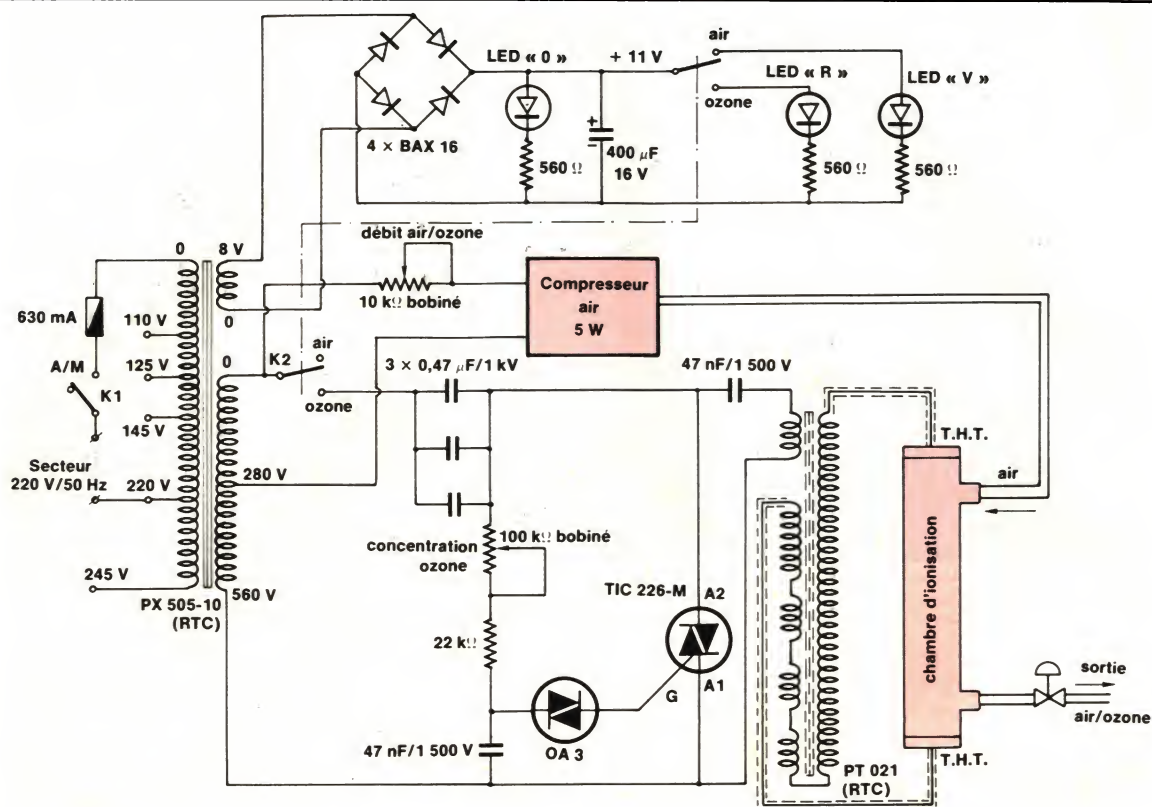 air
LED « 0 »
+ 11 V
LED « R »
LED « V »
ozone
4 × BAX 16
+
−
400 µF
16 V
560 Ω
560 Ω
560 Ω
débit air/ozone
0
8 V
10 kΩ bobiné
Compresseur
air
5 W
630 mA
110 V
0
0
K2
air
A/M
125 V
K1
3 × 0,47 µF/1 kV
47 nF/1 500 V
ozone
145 V
T.H.T.
Secteur
220 V/50 Hz
220 V
280 V
air
100 kΩ bobiné
concentration
ozone
chambre d'ionisation
TIC 226-M
A2
245 V
560 V
PX 505-10
(RTC)
22 kΩ
sortie
G
A1
air/ozone
47 nF/1 500 V
OA 3
PT 021
(RTC)
T.H.T.